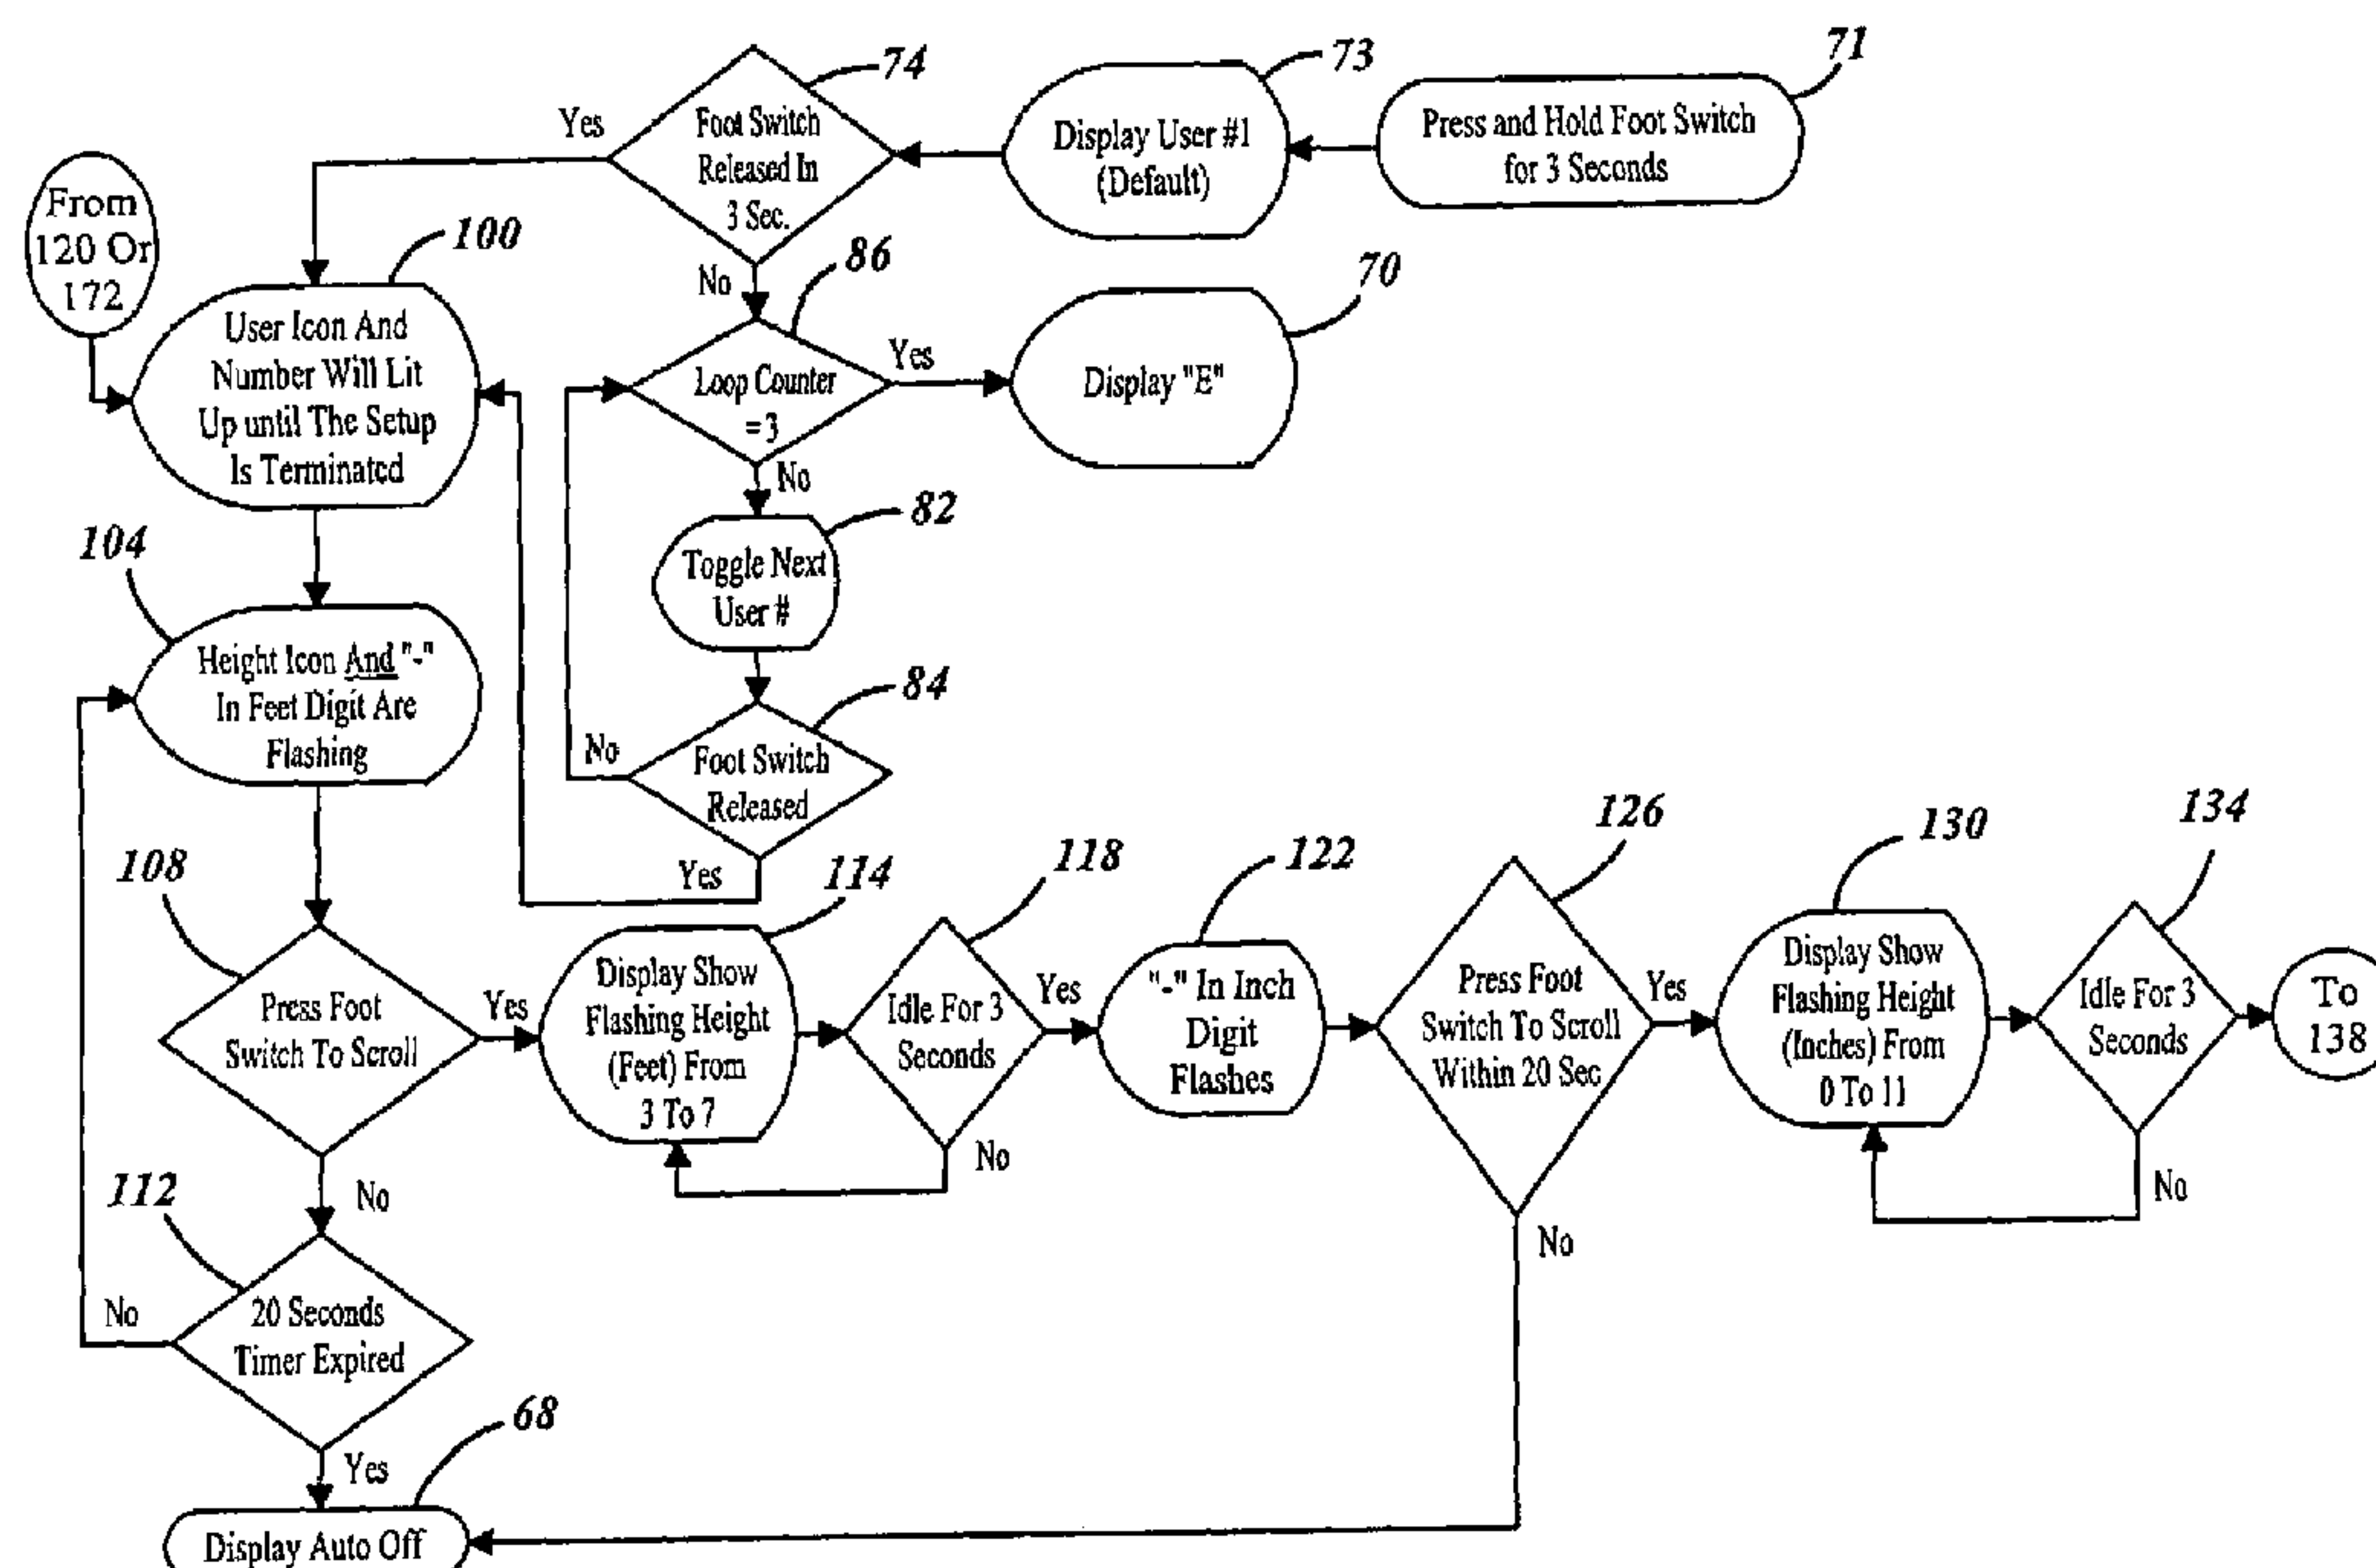 71
Press and Hold Foot Switch
for 3 Seconds
73
Display User #1
(Default)
74
Foot Switch
Released In
3 Sec.
Yes
No
From
120 Or
172
100
User Icon And
Number Will Lit
Up until The Setup
Is Terminated
86
Loop Counter
=3
Yes
No
70
Display "E"
82
Toggle Next
User #
84
Foot Switch
Released
No
Yes
104
Height Icon And "-"
In Feet Digit Are
Flashing
108
Press Foot
Switch To Scroll
Yes
No
112
20 Seconds
Timer Expired
No
Yes
68
Display Auto Off
114
Display Show
Flashing Height
(Feet) From
3 To 7
118
Idle For 3
Seconds
Yes
No
122
"-" In Inch
Digit
Flashes
126
Press Foot
Switch To Scroll
Within 20 Sec
Yes
No
130
Display Show
Flashing Height
(Inches) From
0 To 11
134
Idle For 3
Seconds
No
To
138